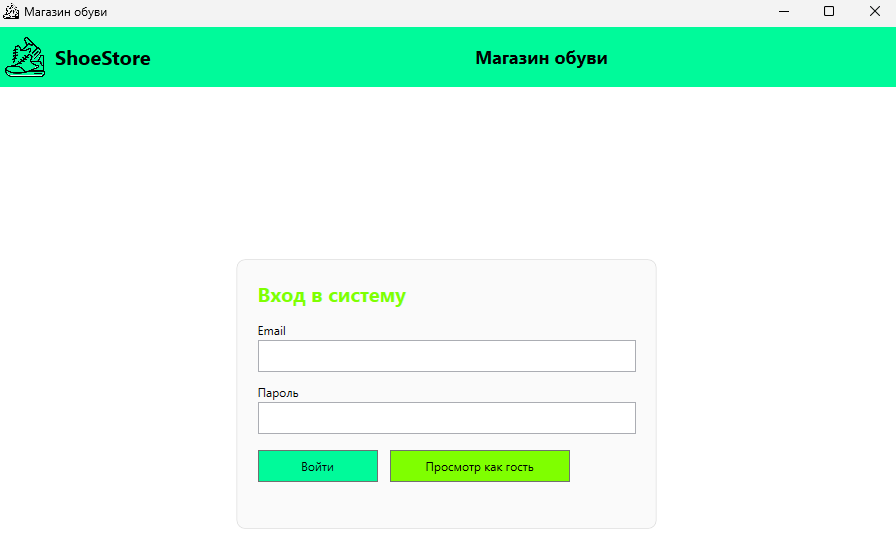 Магазин обуви
ShoeStore
Магазин обуви
Вход в систему
Email
Пароль
Войти
Просмотр как гость